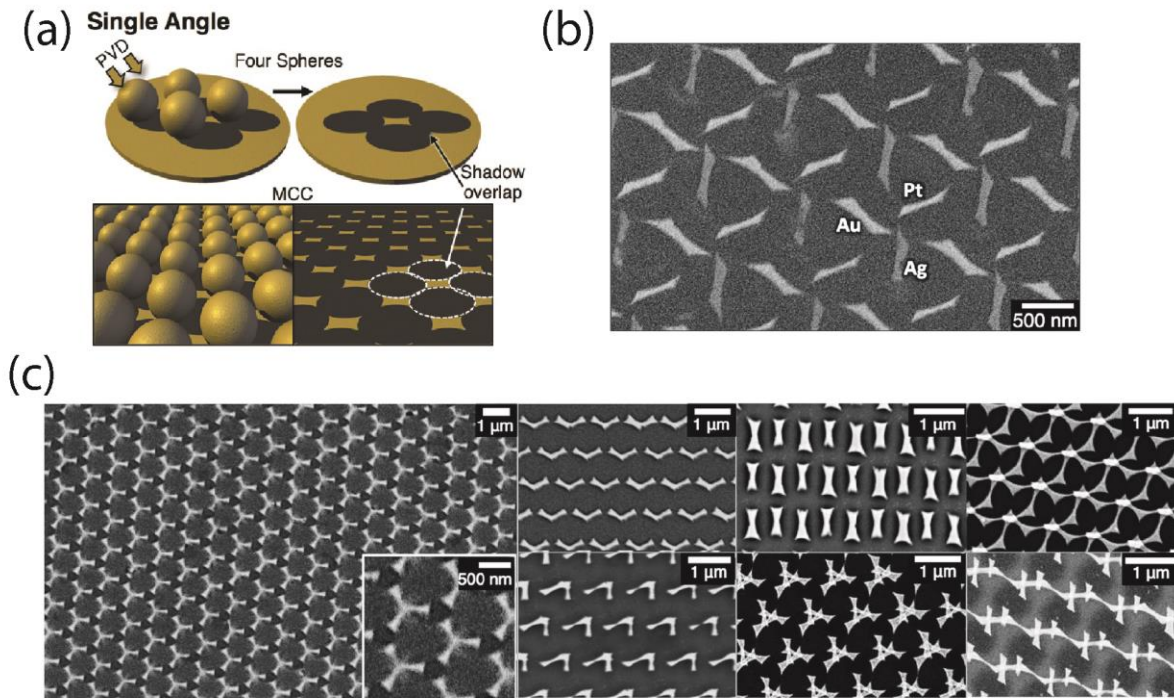 (a)
Single Angle
PVD
Four Spheres
Shadow
overlap
MCC
(b)
Pt
Au
Ag
500 nm
(c)
1 µm
1 µm
1 µm
1 µm
500 nm
1 µm
1 µm
1 µm